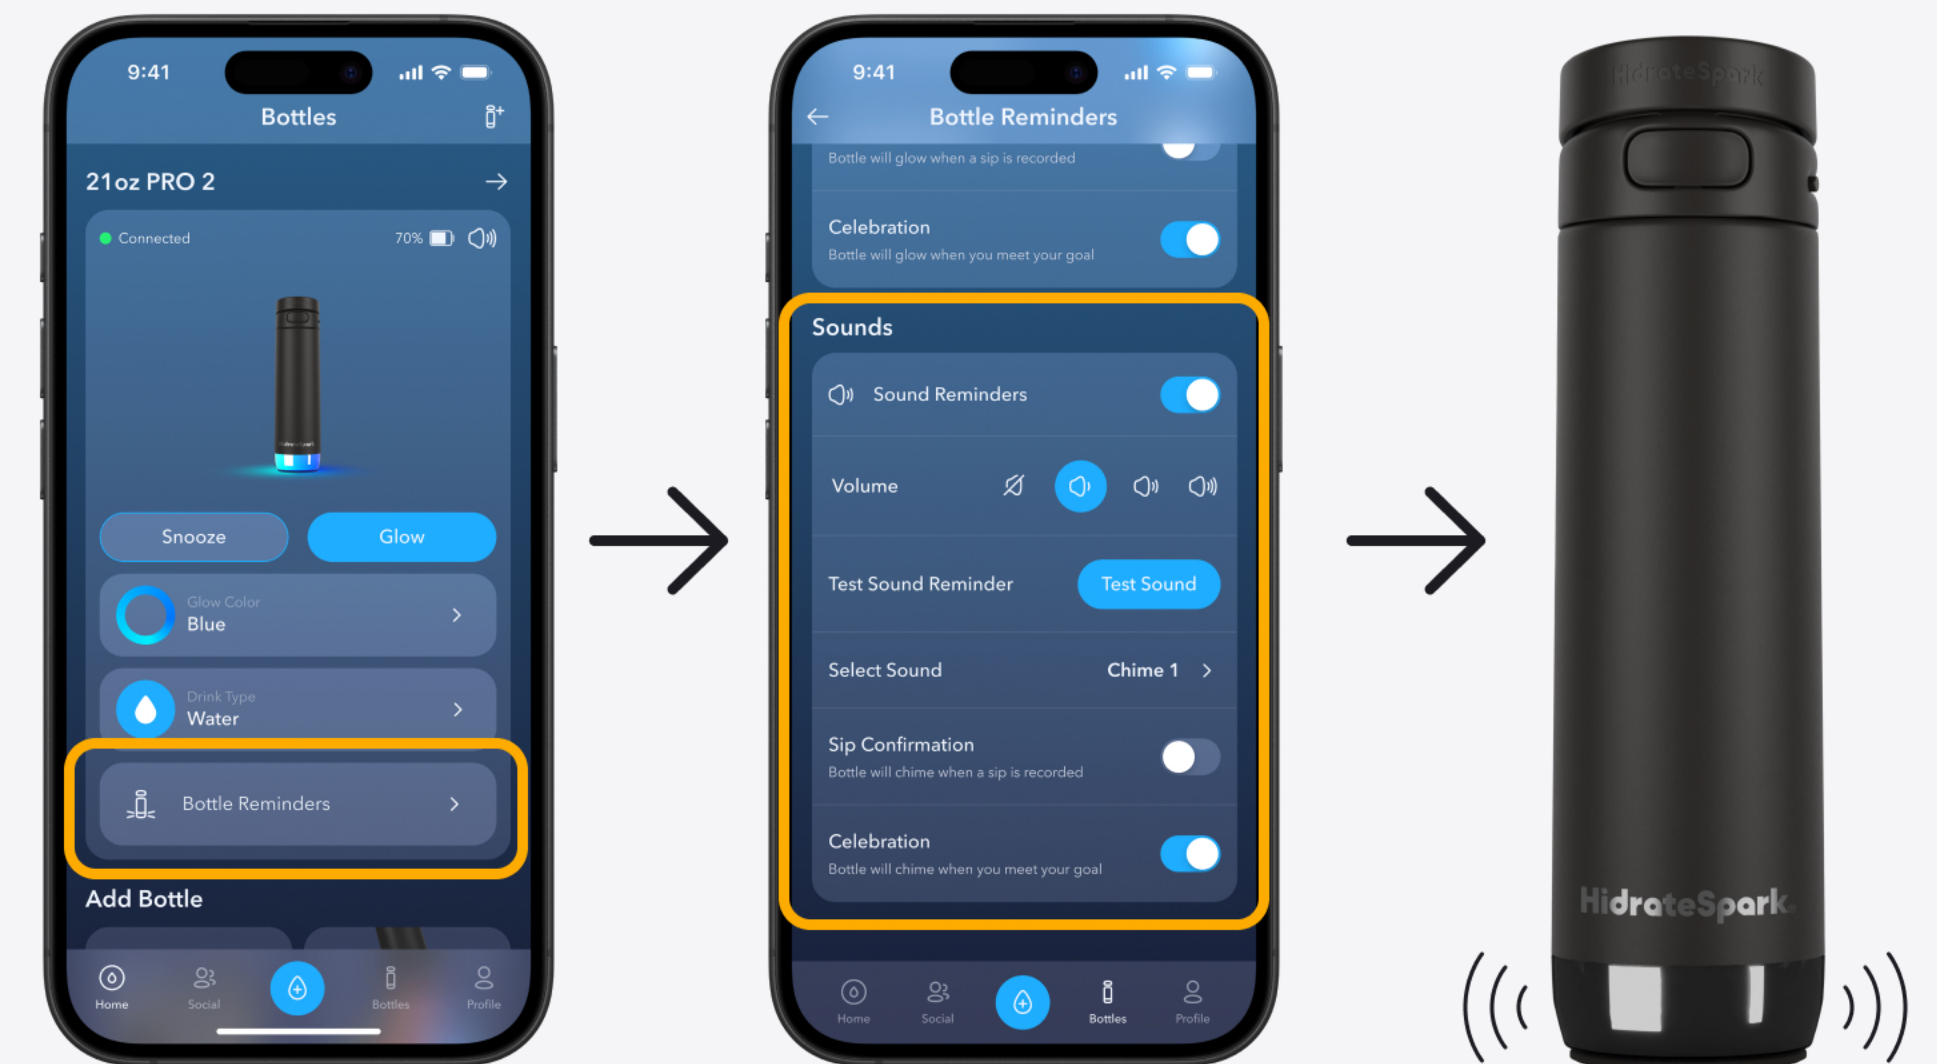 9:41
Bottles
21oz PRO 2
Connected
70%
HidrateSpark
Snooze
Glow
Glow Color
Blue
Drink Type
Water
Bottle Reminders
Add Bottle
Home
Social
Bottles
Profile
9:41
Bottle Reminders
Bottle will glow when a sip is recorded
Celebration
Bottle will glow when you meet your goal
Sounds
Sound Reminders
Volume
Test Sound Reminder
Test Sound
Select Sound
Chime 1
Sip Confirmation
Bottle will chime when a sip is recorded
Celebration
Bottle will chime when you meet your goal
Home
Social
Bottles
Profile
HidrateSpark
HidrateSpark